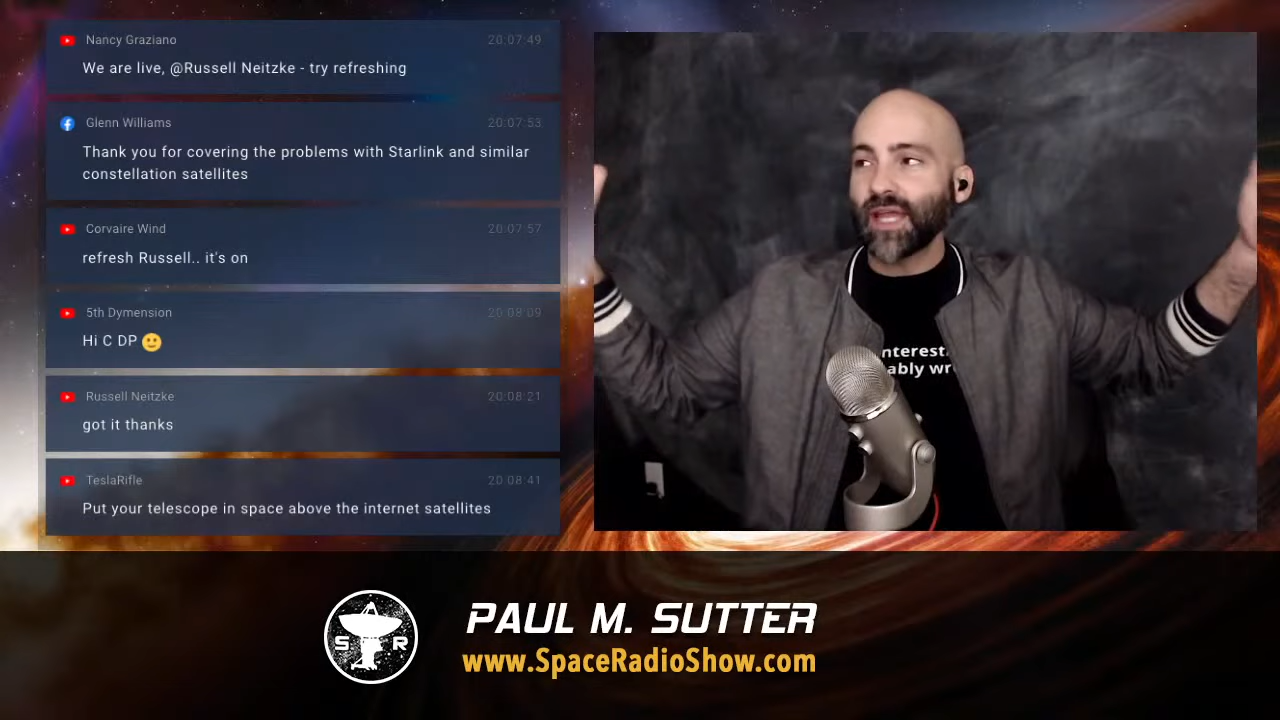 Nancy Graziano 20:07:49
We are live, @Russell Neitzke - try refreshing
Glenn Williams 20:07:53
Thank you for covering the problems with Starlink and similar
constellation satellites
Corvaire Wind 20:07:57
refresh Russell.. it's on
5th Dymension 20:08:09
Hi C DP 🙂
Russell Neitzke 20:08:21
got it thanks
TeslaRifle 20:08:41
Put your telescope in space above the internet satellites
nteresti
ably wr
S R
PAUL M. SUTTER
www.SpaceRadioShow.com